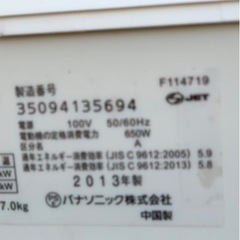 製造番号 F114719
35094135694 JET
電源 100V 50/60Hz
電動機の定格消費電力 650W
区分 A
通年エネルギー消費効率 (JIS C 9612:2005) 5.9
通年エネルギー消費効率 (JIS C 9612:2013) 5.8
温
kW
kW
2013年製
7.0kg パナソニック株式会社
中国製